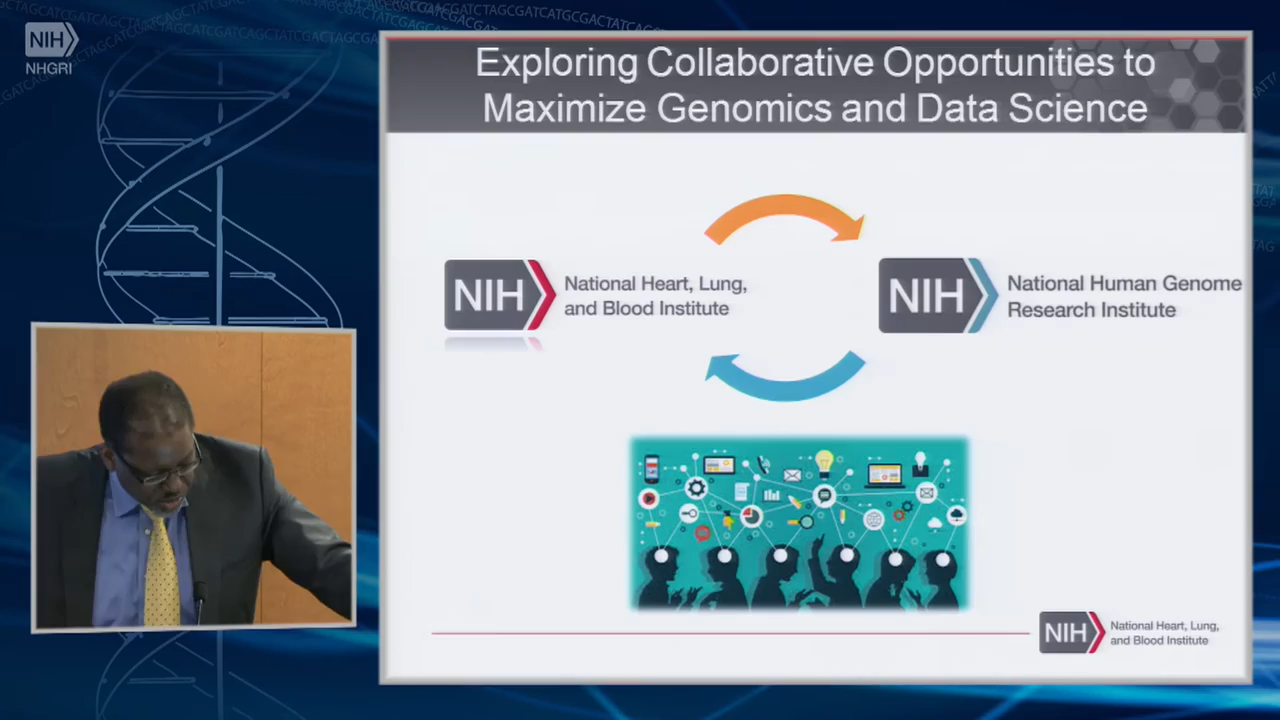 NIH
NHGRI
Exploring Collaborative Opportunities to
Maximize Genomics and Data Science
NIH
National Heart, Lung,
and Blood Institute
NIH
National Human Genome
Research Institute
NIH
National Heart, Lung,
and Blood Institute